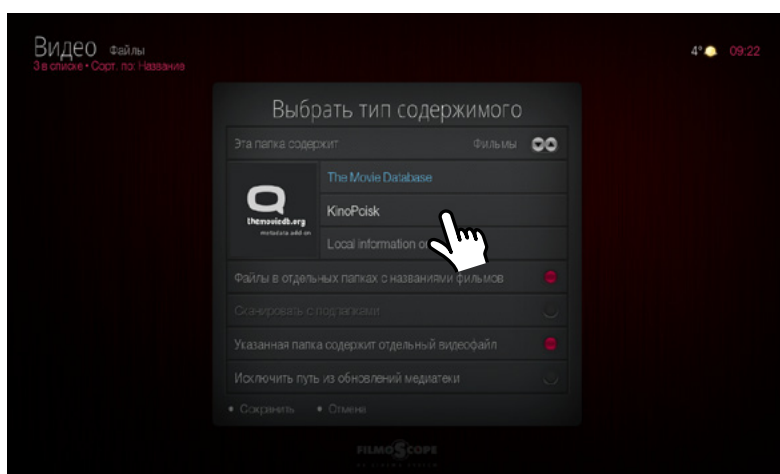 Видео Файлы
3 в списке • Сорт. по: Название
4° 09:22
Выбрать тип содержимого
Эта папка содержит Фильмы
The Movie Database
themoviedb.org
metadata add-on
KinoPoisk
Local information
Файлы в отдельных папках с названиями фильмов
Сканировать с подпапками
Указанная папка содержит отдельный видеофайл
Исключить путь из обновлений медиатеки
• Сохранить • Отмена
FILMOSCOPE